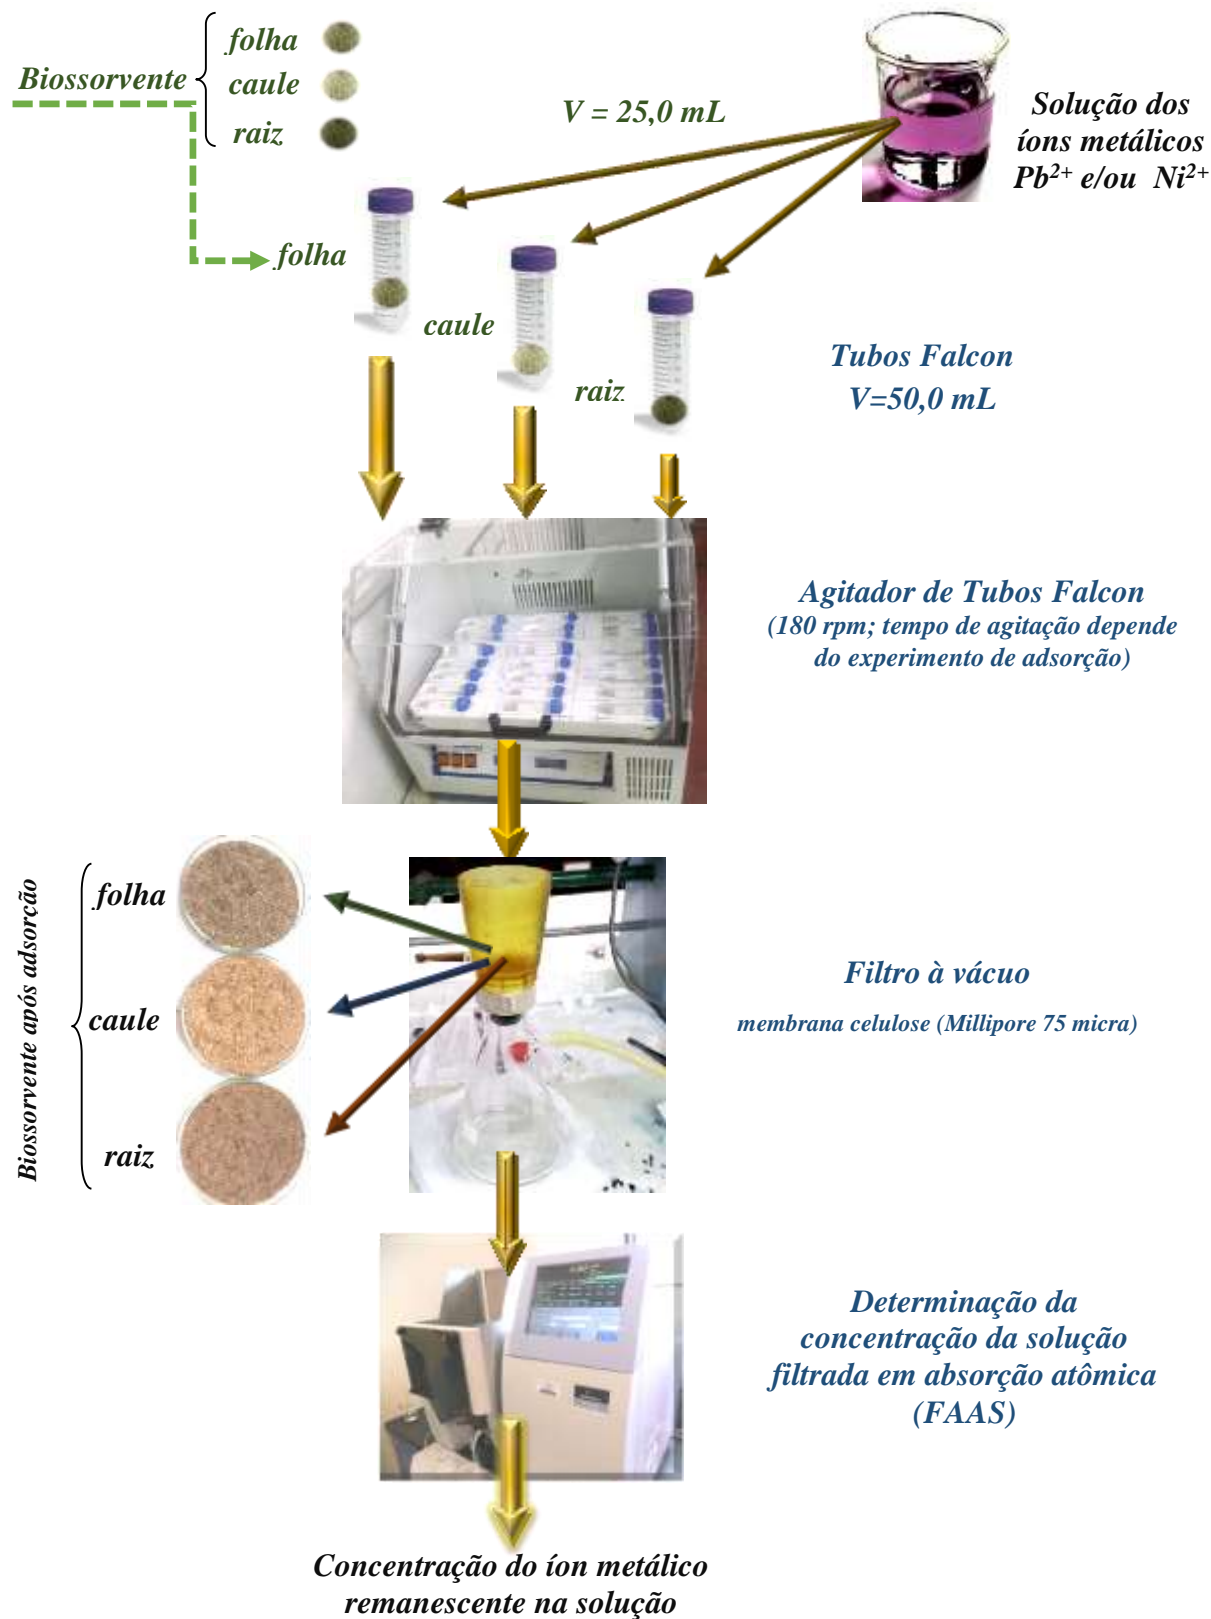 folha
Biossorvente
caule
raiz
V = 25,0 mL
Solução dos
íons metálicos
Pb²⁺ e/ou Ni²⁺
folha
caule
raiz
Tubos Falcon
V=50,0 mL
Agitador de Tubos Falcon
(180 rpm; tempo de agitação depende
do experimento de adsorção)
Biossorvente após adsorção
folha
caule
raiz
Filtro à vácuo
membrana celulose (Millipore 75 micra)
Determinação da
concentração da solução
filtrada em absorção atômica
(FAAS)
Concentração do íon metálico
remanescente na solução